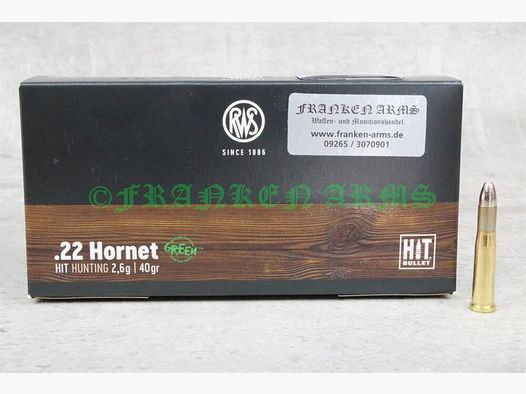 RWS
SINCE 1886
FRANKEN ARMS
Waffen- und Munitionshandel
www.franken-arms.de
09265 / 3070901
©FRANKEN ARMS
.22 Hornet
GREEN
HIT HUNTING 2,6g | 40gr
HIT
BULLET